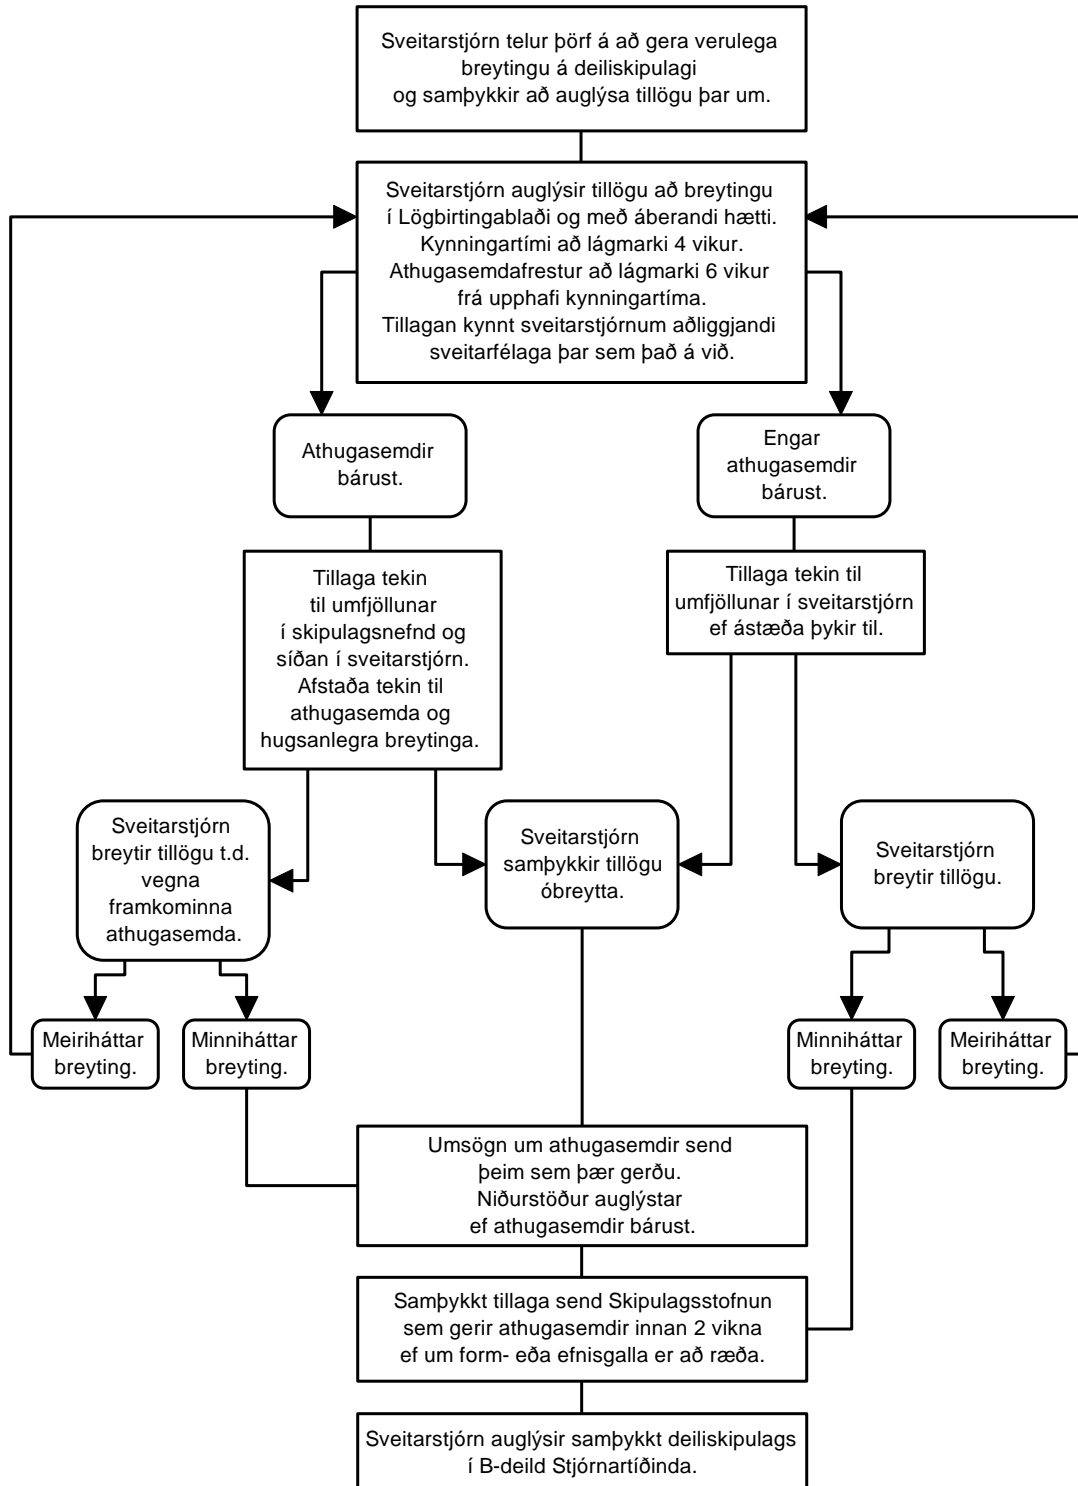 Sveitarstjórn telur þörf á að gera verulega
breytingu á deiliskipulagi
og samþykkir að auglýsa tillögu þar um.
Sveitarstjórn auglýsir tillögu að breytingu
í Lögbirtingablaði og með áberandi hætti.
Kynningartími að lágmarki 4 vikur.
Athugasemdafrestur að lágmarki 6 vikur
frá upphafi kynningartíma.
Tillagan kynnt sveitarstjórnum aðliggjandi
sveitarfélaga þar sem það á við.
Athugasemdir
bárust.
Engar
athugasemdir
bárust.
Tillaga tekin
til umfjöllunar
í skipulagsnefnd og
síðan í sveitarstjórn.
Afstaða tekin til
athugasemda og
hugsanlegra breytinga.
Tillaga tekin til
umfjöllunar í sveitarstjórn
ef ástæða þykir til.
Sveitarstjórn
breytir tillögu t.d.
vegna
framkominna
athugasemda.
Sveitarstjórn
samþykkir tillögu
óbreytta.
Sveitarstjórn
breytir tillögu.
Meiriháttar
breyting.
Minniháttar
breyting.
Minniháttar
breyting.
Meiriháttar
breyting.
Umsögn um athugasemdir send
þeim sem þær gerðu.
Niðurstöður auglýstar
ef athugasemdir bárust.
Samþykkt tillaga send Skipulagsstofnun
sem gerir athugasemdir innan 2 vikna
ef um form- eða efnisgalla er að ræða.
Sveitarstjórn auglýsir samþykkt deiliskipulags
í B-deild Stjórnartíðinda.